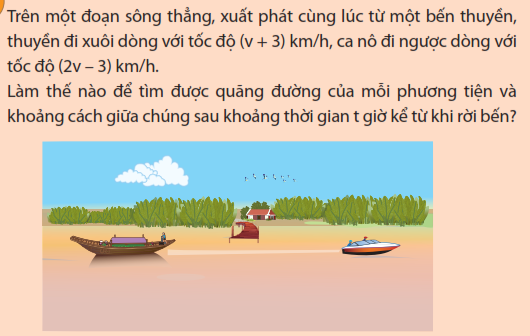 Trên một đoạn sông thẳng, xuất phát cùng lúc từ một bến thuyền,
thuyền đi xuôi dòng với tốc độ (v + 3) km/h, ca nô đi ngược dòng với
tốc độ (2v – 3) km/h.
Làm thế nào để tìm được quãng đường của mỗi phương tiện và
khoảng cách giữa chúng sau khoảng thời gian t giờ kể từ khi rời bến?